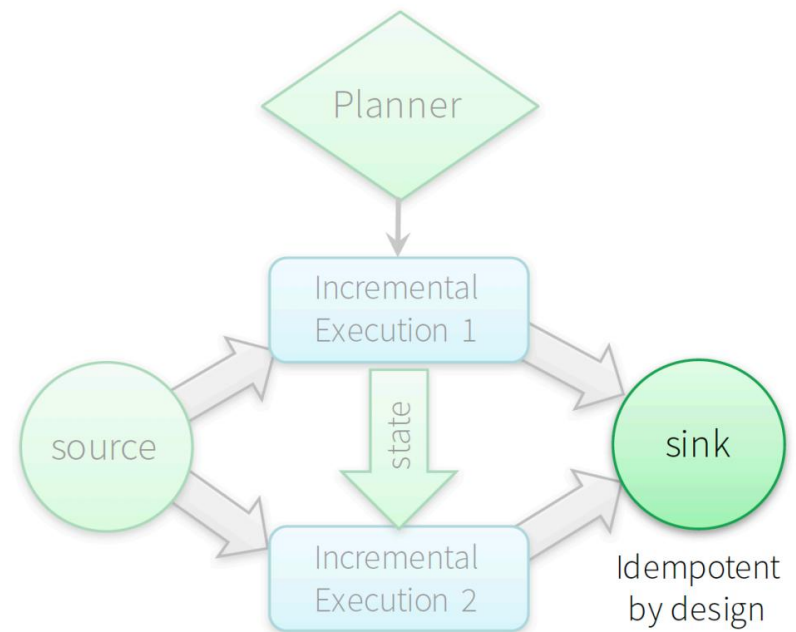 Planner
Incremental
Execution 1
source
state
sink
Incremental
Execution 2
Idempotent
by design